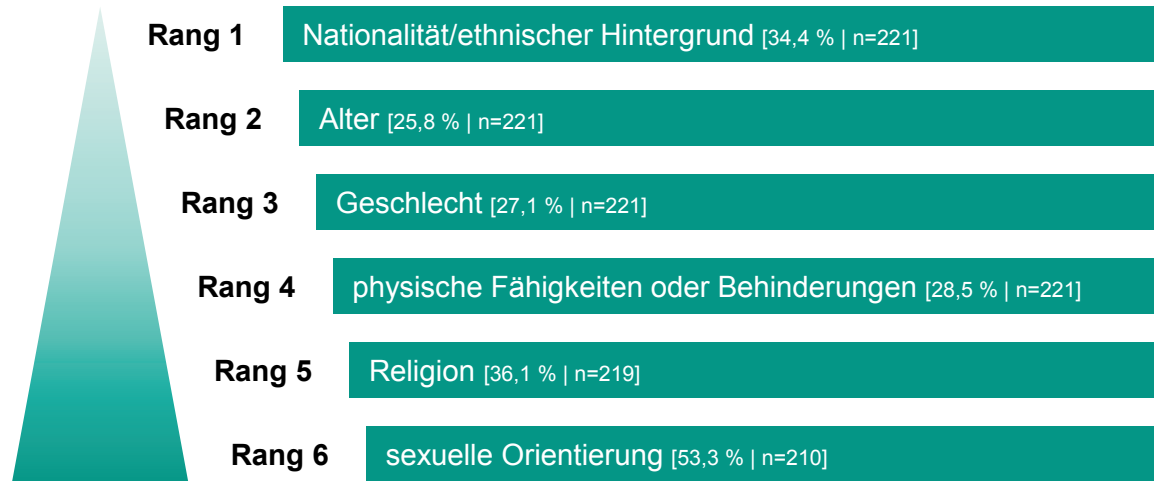 Rang 1 Nationalität/ethnischer Hintergrund [34,4 % | n=221]
Rang 2 Alter [25,8 % | n=221]
Rang 3 Geschlecht [27,1 % | n=221]
Rang 4 physische Fähigkeiten oder Behinderungen [28,5 % | n=221]
Rang 5 Religion [36,1 % | n=219]
Rang 6 sexuelle Orientierung [53,3 % | n=210]